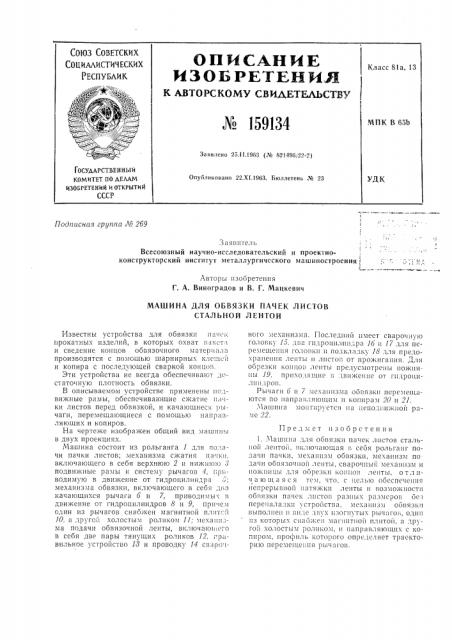 Союз Советских
Социалистических
Республик
ОПИСАНИЕ
ИЗОБРЕТЕНИЯ
К АВТОРСКОМУ СВИДЕТЕЛЬСТВУ
№ 159134
Класс 81a, 13
МПК В 65b
УДК
Заявлено 25.II.1963 (№ 821496/22-2)
Опубликовано 22.XI.1963. Бюллетень № 23
Государственный
комитет по делам
изобретений и открытий
СССР
Подписная группа № 269
Заявитель
Всесоюзный научно-исследовательский и проектно-
конструкторский институт металлургического машиностроения
Авторы изобретения
Г. А. Виноградов и В. Г. Мацкевич
МАШИНА ДЛЯ ОБВЯЗКИ ПАЧЕК ЛИСТОВ
СТАЛЬНОЙ ЛЕНТОЙ
Известны устройства для обвязки пачек
прокатных изделий, в которых охват пакета
и сведение концов обвязочного материала
производятся с помощью шарнирных клещей
и копира с последующей сваркой концов.
Эти устройства не всегда обеспечивают до-
статочную плотность обвязки.
В описываемом устройстве применены под-
вижные рамы, обеспечивающие сжатие пач-
ки листов перед обвязкой, и качающиеся ры-
чаги, перемещающиеся с помощью направ-
ляющих и копиров.
На чертеже изображен общий вид машины
в двух проекциях.
Машина состоит из рольганга 1 для пода-
чи пачки листов; механизма сжатия пачки,
включающего в себя верхнюю 2 и нижнюю 3
подвижные рамы и систему рычагов 4, при-
водимую в движение от гидроцилиндра 5;
механизма обвязки, включающего в себя два
качающихся рычага 6 и 7, приводимых в
движение от гидроцилиндров 8 и 9, причем
один из рычагов снабжен магнитной плитой
10, а другой холостым роликом 11; механиз-
ма подачи обвязочной ленты, включающего
в себя две пары тянущих роликов 12, пра-
вильное устройство 13 и проводку 14 свароч-
ного механизма. Последний имеет сварочную
головку 15, два гидроцилиндра 16 и 17 для пе-
ремещения головки и подкладку 18 для предо-
хранения ленты и листов от прожигания. Для
обрезки концов ленты предусмотрены ножни-
цы 19, приходящие в движение от гидроци-
линдров.
Рычаги 6 и 7 механизма обвязки перемеща-
ются по направляющим и копирам 20 и 21.
Машина монтируется на неподвижной ра-
ме 22.
Предмет изобретения
1. Машина для обвязки пачек листов сталь-
ной лентой, включающая в себя рольганг по-
дачи пачки, механизм обвязки, механизм по-
дачи обвязочной ленты, сварочный механизм и
ножницы для обрезки концов ленты, отли-
чающаяся тем, что, с целью обеспечения
непрерывной натяжки ленты и возможности
обвязки пачек листов разных размеров без
переналадки устройства, механизм обвязки
выполнен в виде двух изогнутых рычагов, один
из которых снабжен магнитной плитой, а дру-
гой холостым роликом, и направляющих с ко-
пиром, профиль которого определяет траекто-
рию перемещения рычагов.